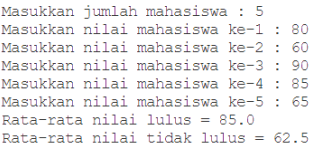 Masukkan jumlah mahasiswa : 5
Masukkan nilai mahasiswa ke-1 : 80
Masukkan nilai mahasiswa ke-2 : 60
Masukkan nilai mahasiswa ke-3 : 90
Masukkan nilai mahasiswa ke-4 : 85
Masukkan nilai mahasiswa ke-5 : 65
Rata-rata nilai lulus = 85.0
Rata-rata nilai tidak lulus = 62.5